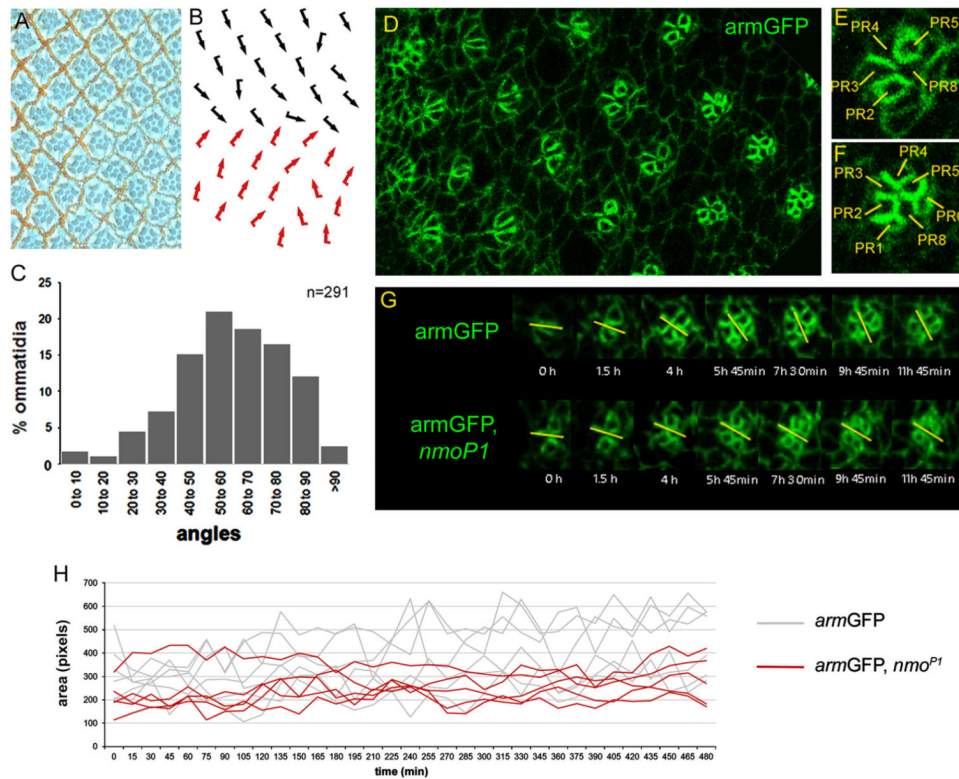 A
B
C
n=291
% ommatidia
25
20
15
10
5
0
0 to 10
10 to 20
20 to 30
30 to 40
40 to 50
50 to 60
60 to 70
70 to 80
80 to 90
>90
angles
D
armGFP
E
PR4
PR5
PR3
PR8
PR2
F
PR4
PR3
PR5
PR2
PR6
PR1
PR8
G
armGFP
0 h 1.5 h 4 h 5h 45min 7h 30min 9h 45min 11h 45min
armGFP,
nmoP1
0 h 1.5 h 4 h 5h 45min 7h 30min 9h 45min 11h 45min
H
area (pixels)
700
600
500
400
300
200
100
0
0 15 30 45 60 75 90 105 120 135 150 165 180 195 210 225 240 255 270 285 300 315 330 345 360 375 390 405 420 435 450 465 480
time (min)
armGFP
armGFP, nmoᴾ¹